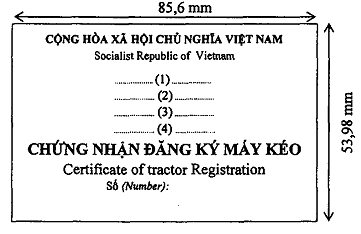 85,6 mm
CỘNG HÒA XÃ HỘI CHỦ NGHĨA VIỆT NAM
Socialist Republic of Vietnam
............ (1) ............
............ (2) ............
............ (3) ............
............ (4) ............
CHỨNG NHẬN ĐĂNG KÝ MÁY KÉO
Certificate of tractor Registration
Số (Number):
53,98 mm